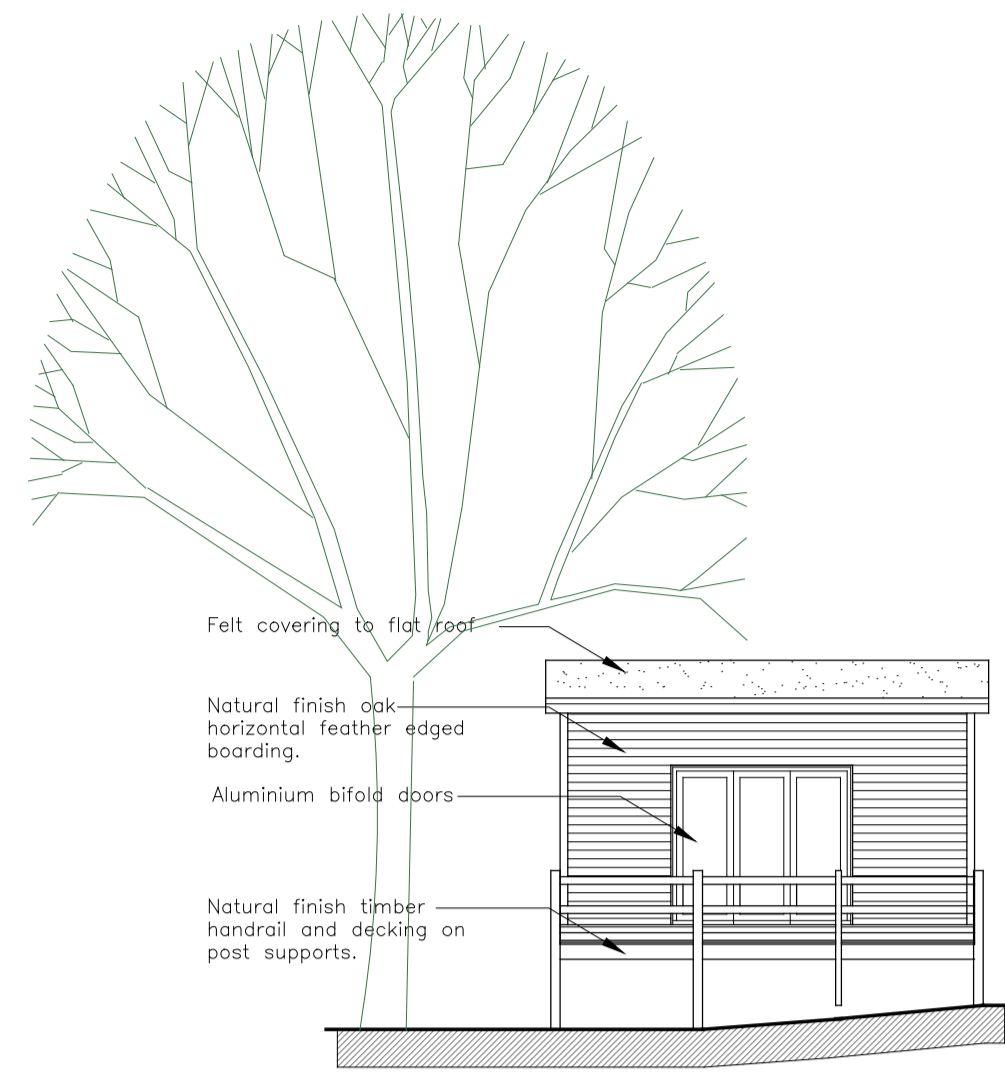 Felt covering to flat roof
Natural finish oak
horizontal feather edged
boarding.
Aluminium bifold doors
Natural finish timber
handrail and decking on
post supports.